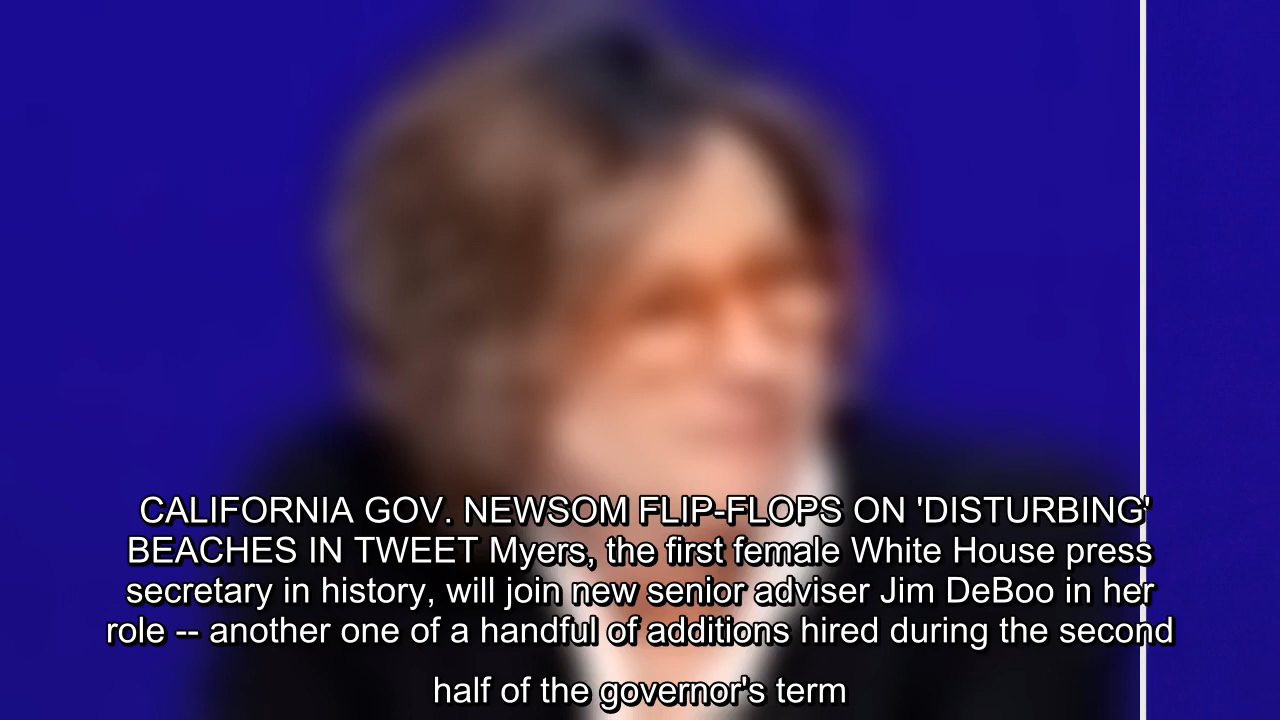 CALIFORNIA GOV. NEWSOM FLIP-FLOPS ON 'DISTURBING'
BEACHES IN TWEET Myers, the first female White House press
secretary in history, will join new senior adviser Jim DeBoo in her
role -- another one of a handful of additions hired during the second
half of the governor's term